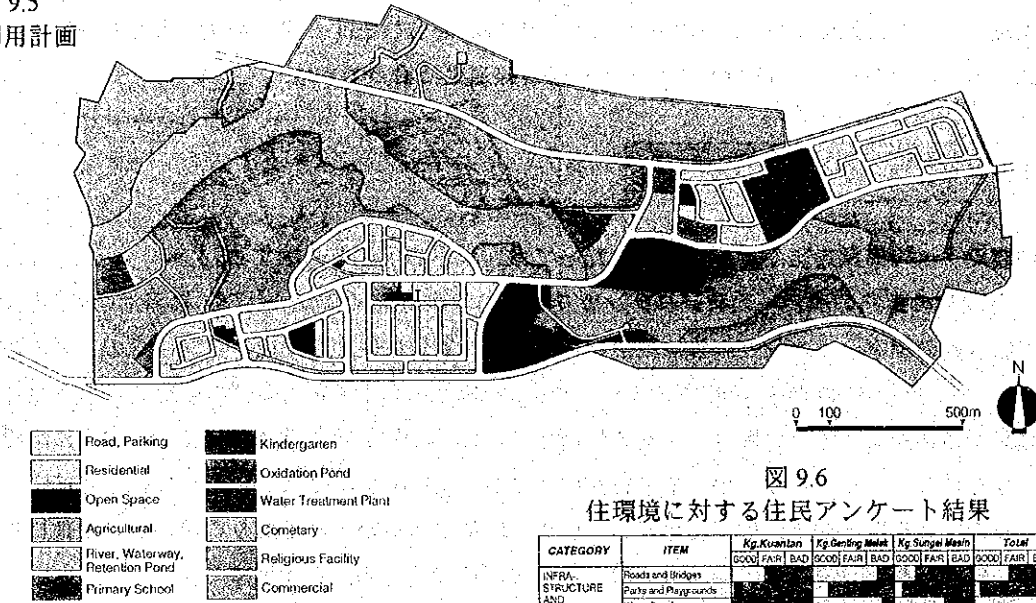 9.5
用計画
N
0 100 500m
Road, Parking
Residential
Open Space
Agricultural
River, Waterway,
Retention Pond
Primary School
Kindergarten
Oxidation Pond
Water Treatment Plant
Cemetary
Religious Facility
Commercial
図 9.6
住環境に対する住民アンケート結果
CATEGORY ITEM Kg.Kuantan Kg.Genting Malek Kg.Sungei Masin Total
GOOD FAIR BAD GOOD FAIR BAD GOOD FAIR BAD GOOD FAIR
INFRA- Roads and Bridges
STRUCTURE Parks and Playgrounds
AND